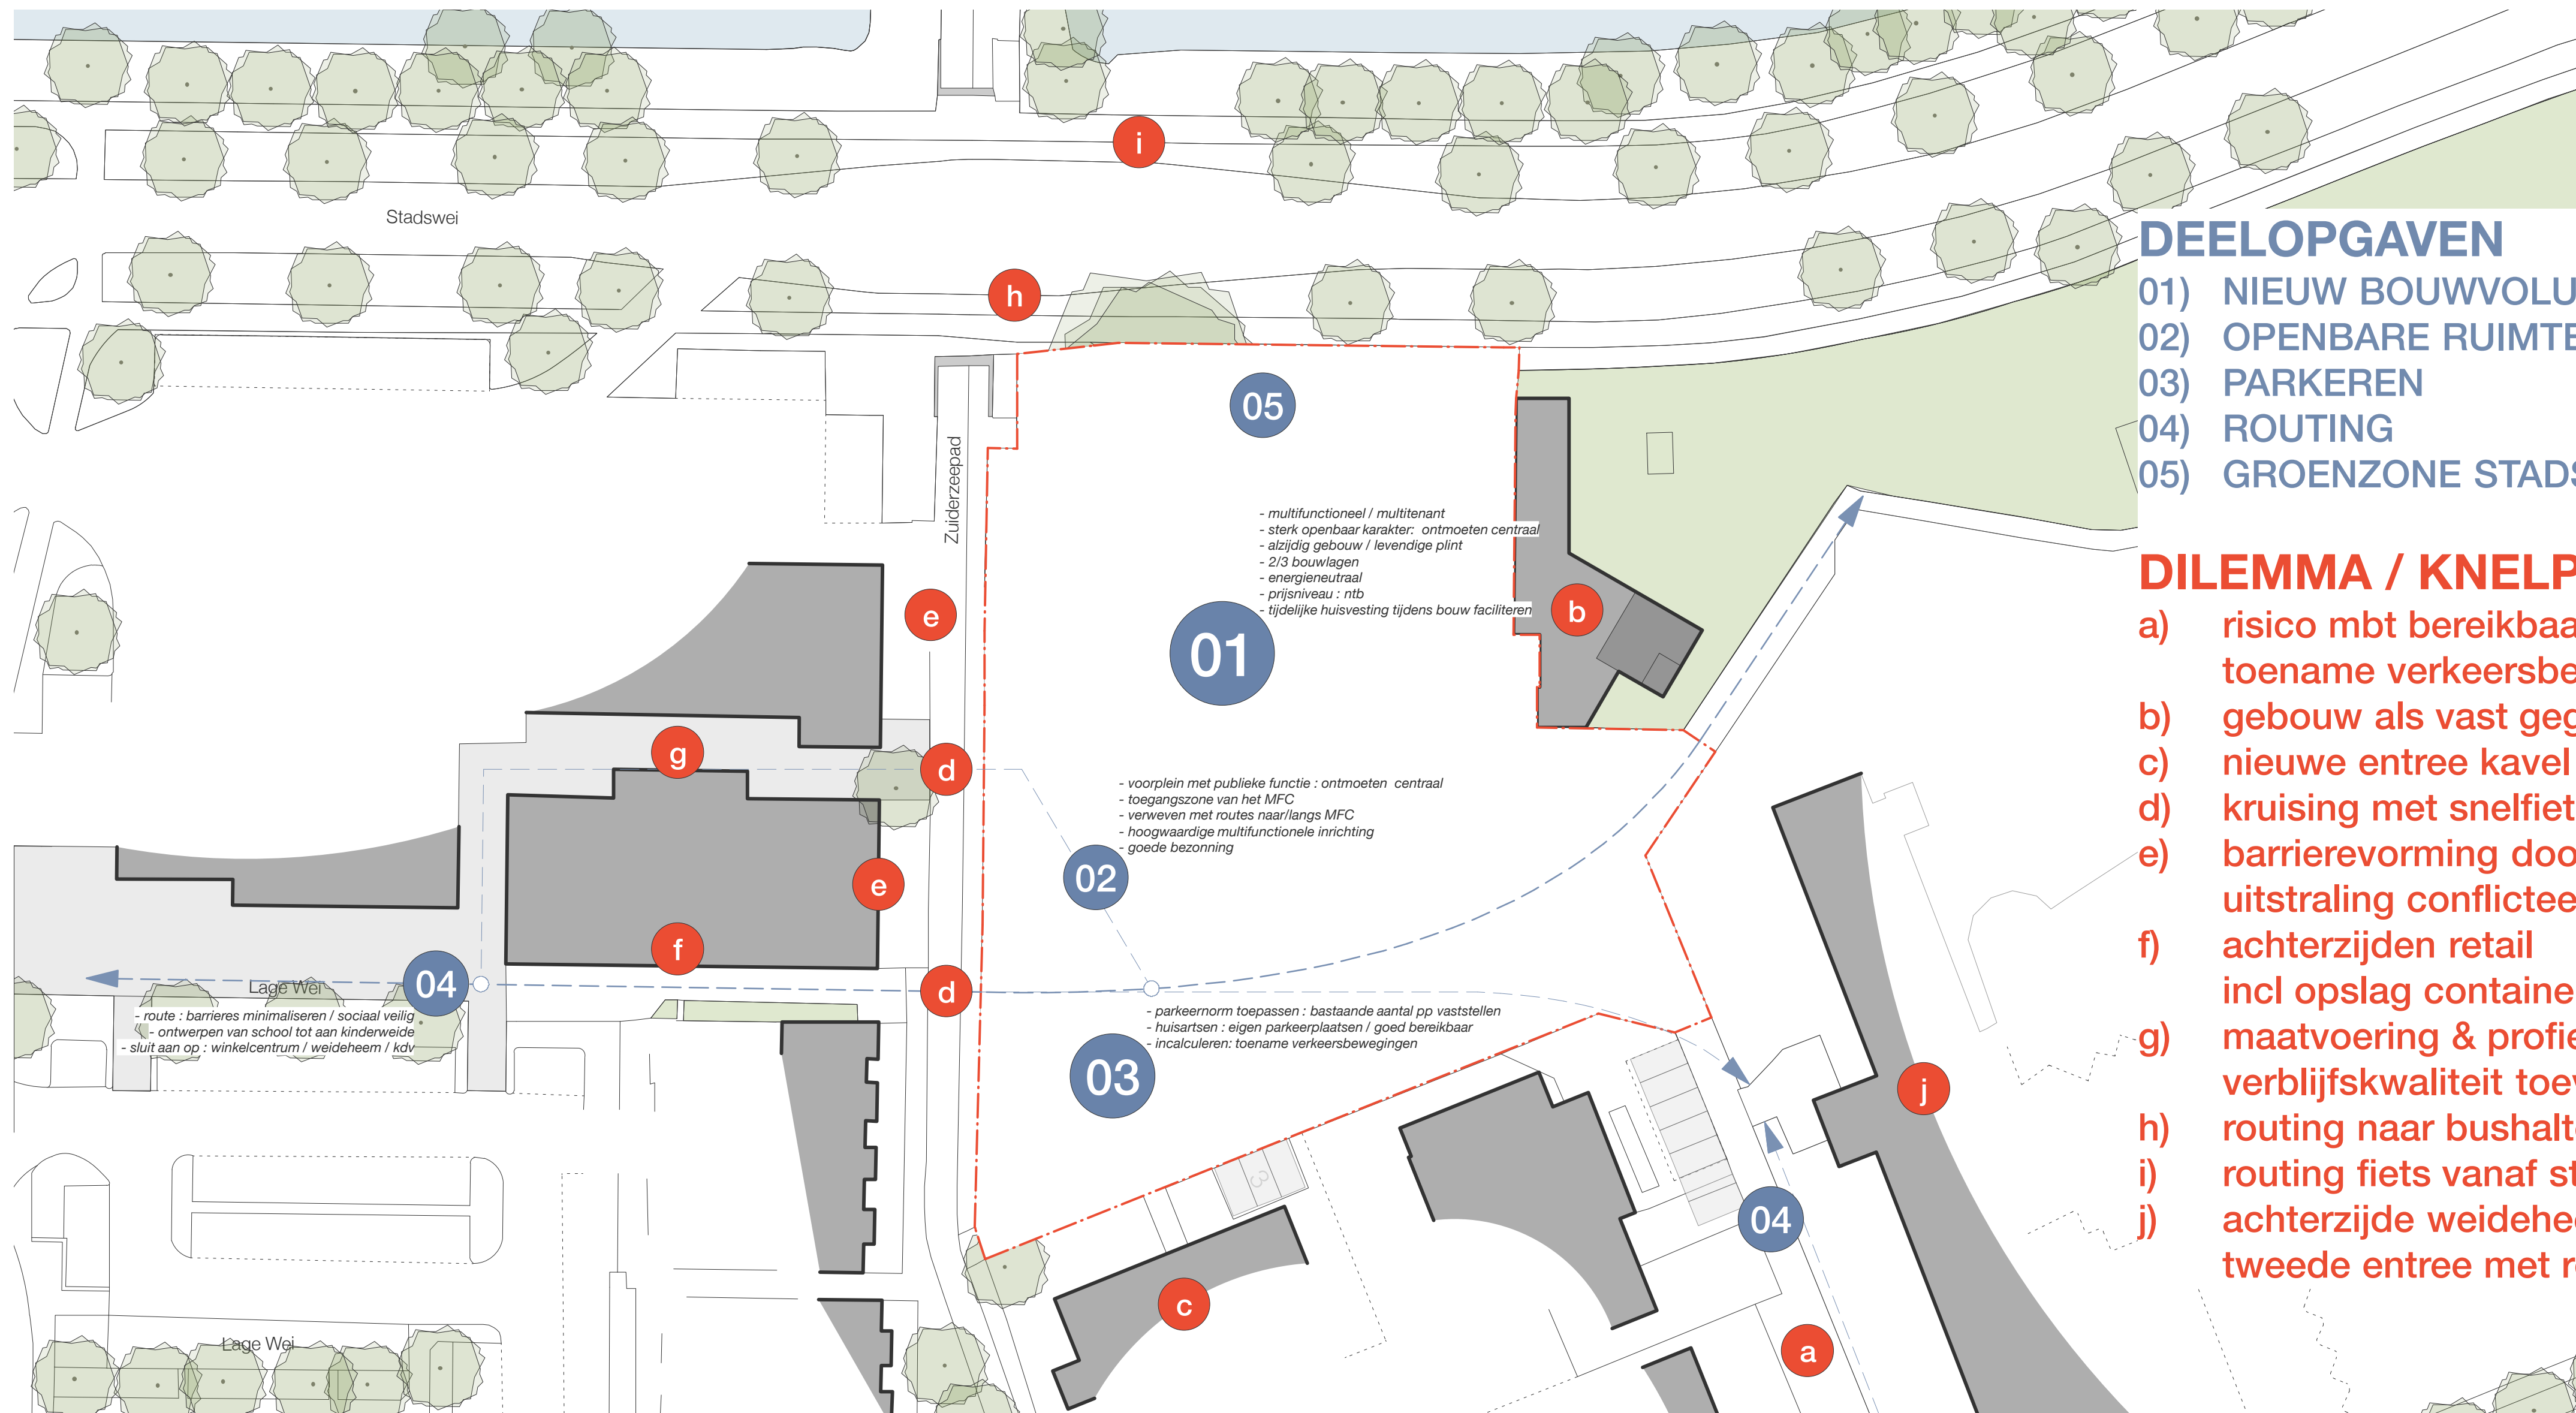 i
Stadswei
h
05
Zuiderzeepad
- multifunctioneel / multitenant
- sterk openbaar karakter:  ontmoeten centraal
- alzijdig gebouw / levendige plint
- 2/3 bouwlagen
- energieneutraal
- prijsniveau : ntb
- tijdelijke huisvesting tijdens bouw faciliteren
e
b
01
g
d
- voorplein met publieke functie : ontmoeten  centraal
- toegangszone van het MFC
- verweven met routes naar/langs MFC
- hoogwaardige multifunctionele inrichting
- goede bezonning
02
e
f
04
Lage Wei
d
- route : barrieres minimaliseren / sociaal veilig
- ontwerpen van school tot aan kinderweide
- sluit aan op : winkelcentrum / weideheem / kdv
- parkeernorm toepassen : bastaande aantal pp vaststellen
- huisartsen : eigen parkeerplaatsen / goed bereikbaar
- incalculeren: toename verkeersbewegingen
03
j
3
04
c
a
Lage Wei
DEELOPGAVEN
01) NIEUW BOUWVOLU
02) OPENBARE RUIMTE
03) PARKEREN
04) ROUTING
05) GROENZONE STADS
DILEMMA / KNELP
a) risico mbt bereikbaa
toename verkeersbe
b) gebouw als vast geg
c) nieuwe entree kavel
d) kruising met snelfiet
e) barrierevorming doo
uitstraling conflictee
f) achterzijden retail
incl opslag containe
g) maatvoering & profie
verblijfskwaliteit toev
h) routing naar bushalt
i) routing fiets vanaf st
j) achterzijde weidehe
tweede entree met r